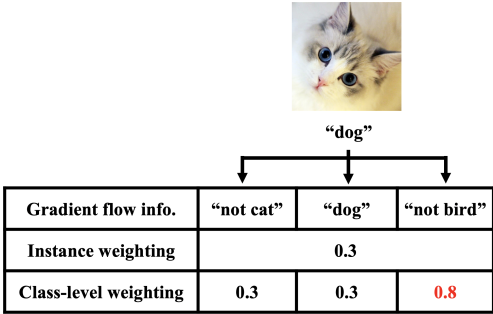 “dog”
Gradient flow info. “not cat” “dog” “not bird”
Instance weighting 0.3
Class-level weighting 0.3 0.3 0.8